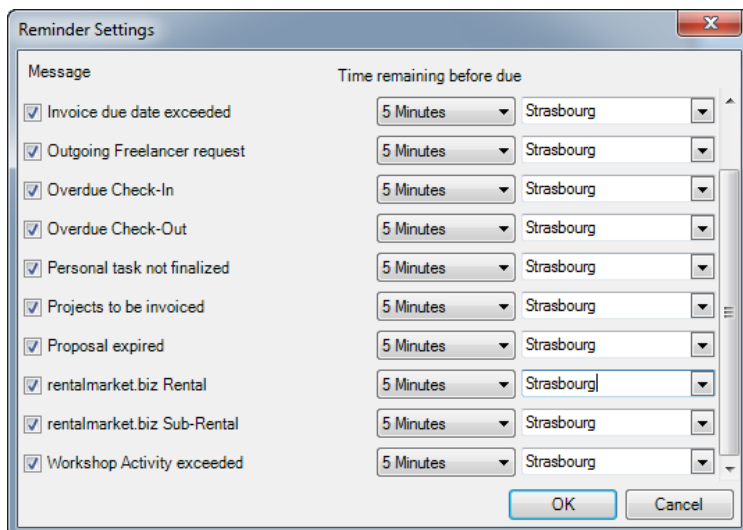 Reminder Settings
Message Time remaining before due
Invoice due date exceeded 5 Minutes Strasbourg
Outgoing Freelancer request 5 Minutes Strasbourg
Overdue Check-In 5 Minutes Strasbourg
Overdue Check-Out 5 Minutes Strasbourg
Personal task not finalized 5 Minutes Strasbourg
Projects to be invoiced 5 Minutes Strasbourg
Proposal expired 5 Minutes Strasbourg
rentalmarket.biz Rental 5 Minutes Strasbourg
rentalmarket.biz Sub-Rental 5 Minutes Strasbourg
Workshop Activity exceeded 5 Minutes Strasbourg
OK Cancel